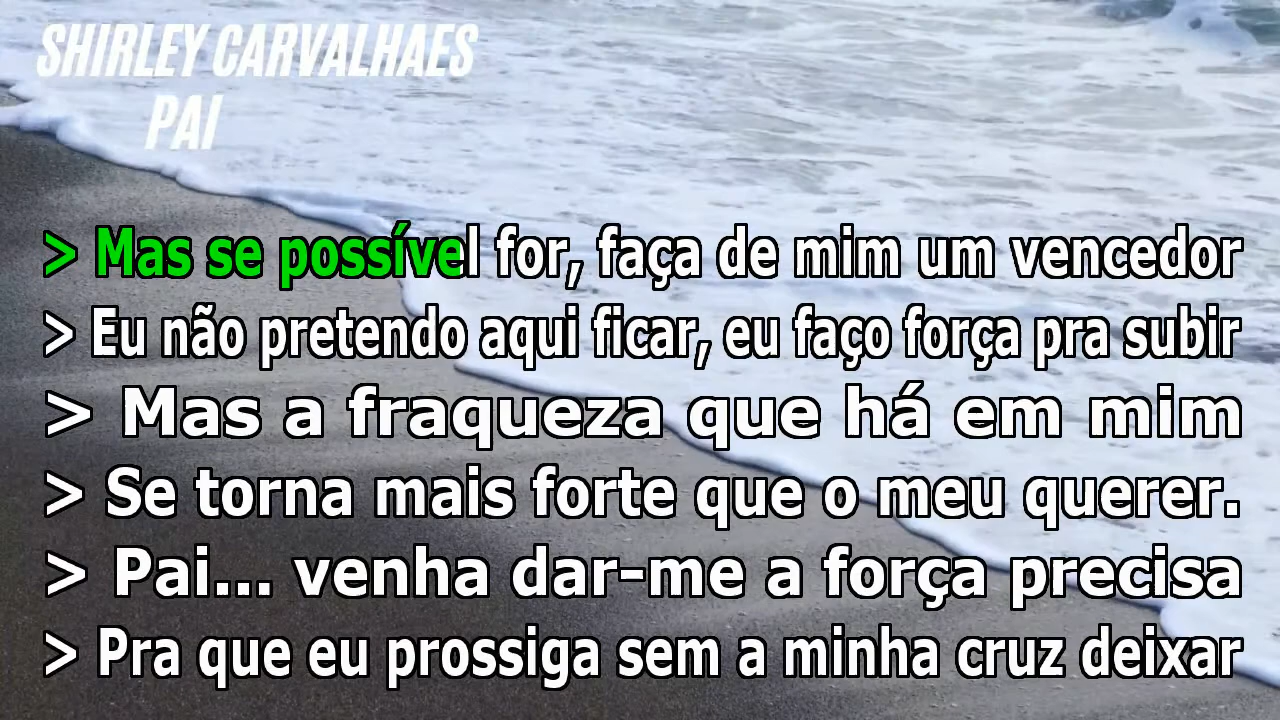 SHIRLEY CARVALHAES
PAI
> Mas se possível for, faça de mim um vencedor
> Eu não pretendo aqui ficar, eu faço força pra subir
> Mas a fraqueza que há em mim
> Se torna mais forte que o meu querer.
> Pai... venha dar-me a força precisa
> Pra que eu prossiga sem a minha cruz deixar